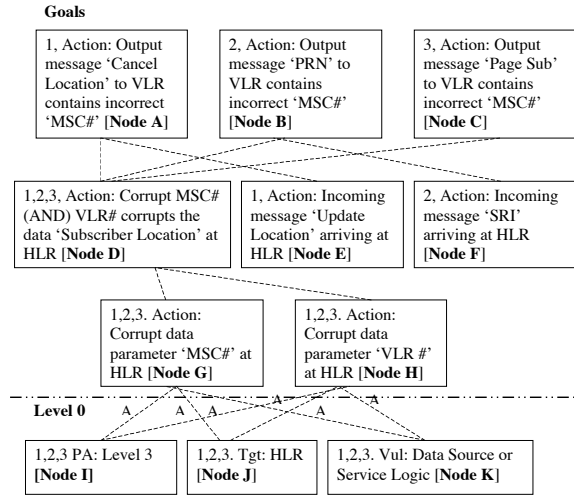 Goals
1, Action: Output
message ‘Cancel
Location’ to VLR
contains incorrect
‘MSC#’ [Node A]
2, Action: Output
message ‘PRN’ to
VLR contains
incorrect ‘MSC#’
[Node B]
3, Action: Output
message ‘Page Sub’
to VLR contains
incorrect ‘MSC#’
[Node C]
1,2,3, Action: Corrupt MSC#
(AND) VLR# corrupts the
data ‘Subscriber Location’ at
HLR [Node D]
1, Action: Incoming
message ‘Update
Location’ arriving at
HLR [Node E]
2, Action: Incoming
message ‘SRI’
arriving at HLR
[Node F]
1,2,3. Action:
Corrupt data
parameter ‘MSC#’ at
HLR [Node G]
1,2,3. Action:
Corrupt data
parameter ‘VLR #’
at HLR [Node H]
Level 0
A A A A A A
1,2,3 PA: Level 3
[Node I]
1,2,3. Tgt: HLR
[Node J]
1,2,3. Vul: Data Source or
Service Logic [Node K]